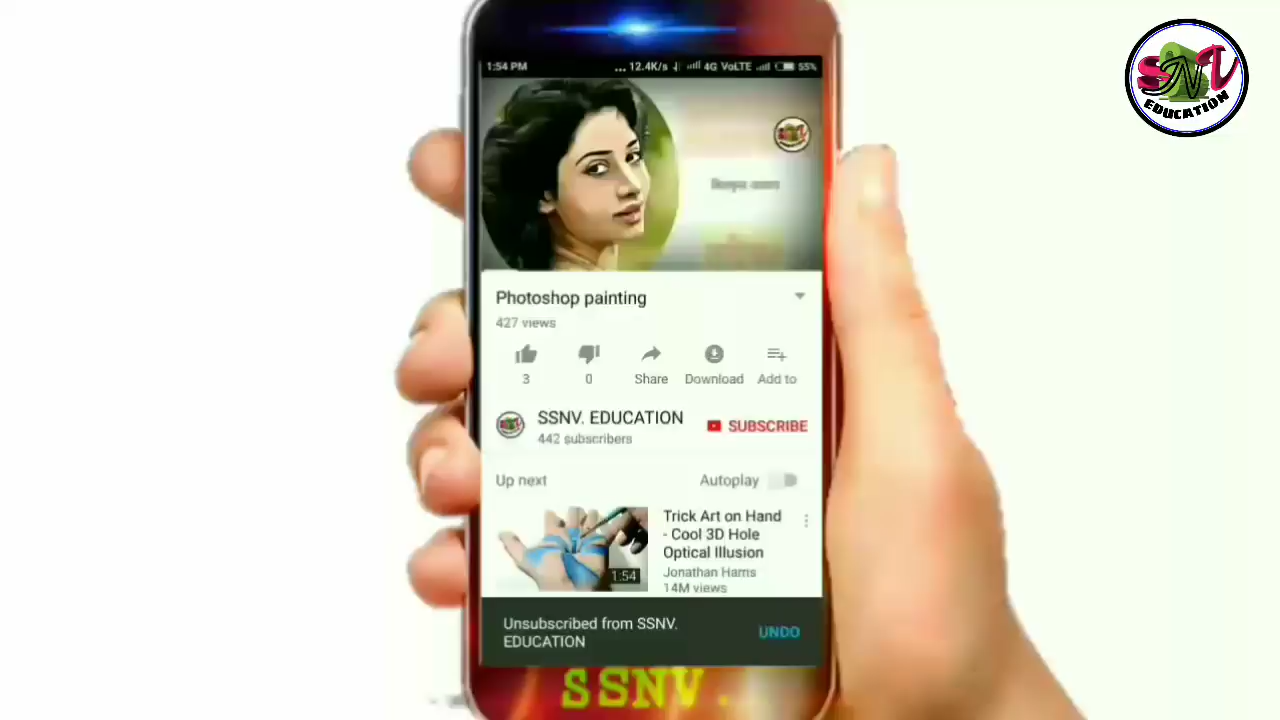 SNV
EDUCATION
1:54 PM ... 12.4K/s 4G VoLTE 55%
Photoshop painting
427 views
3 0 Share Download Add to
SSNV. EDUCATION
442 subscribers
SUBSCRIBE
Up next Autoplay
Trick Art on Hand
- Cool 3D Hole
Optical Illusion
Jonathan Harris
14M views
1:54
Unsubscribed from SSNV.
EDUCATION
UNDO
SSNV.